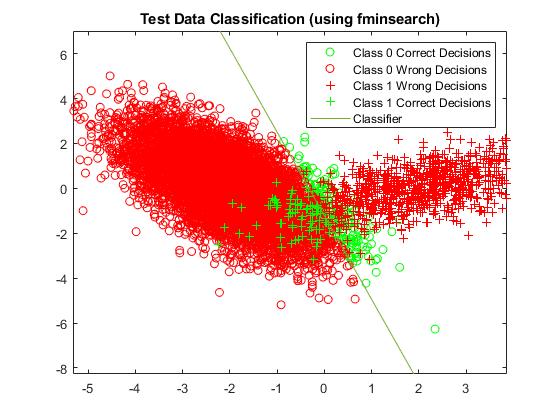 Test Data Classification (using fminsearch)
Class 0 Correct Decisions
Class 0 Wrong Decisions
Class 1 Wrong Decisions
Class 1 Correct Decisions
Classifier
6
4
2
0
-2
-4
-6
-8
-5 -4 -3 -2 -1 0 1 2 3